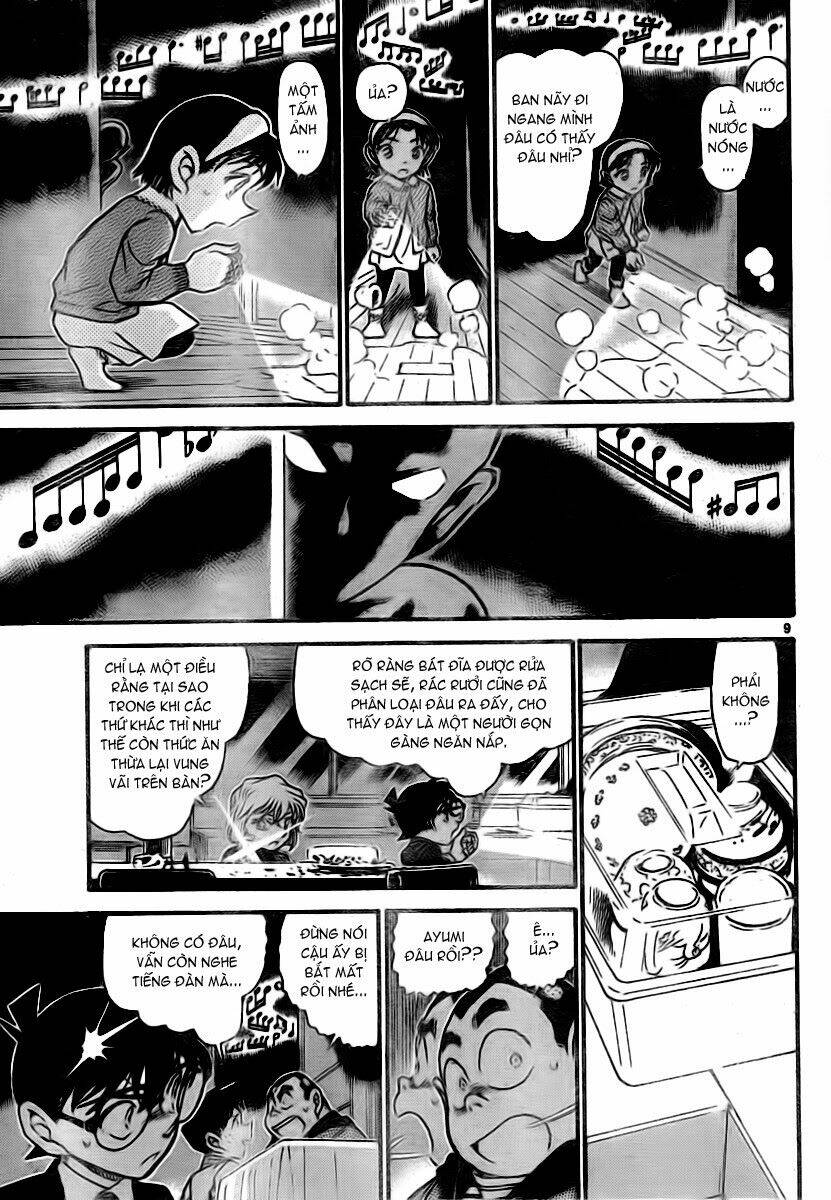 NƯỚC
...
LÀ
NƯỚC
NÓNG
...
BAN NÃY ĐI
NGANG MÌNH
ĐÂU CÓ THẤY
ĐÂU NHỈ?
ỦA?
MỘT
TẤM
ẢNH
...
9
PHẢI
KHÔNG
...?
RÕ RÀNG BÁT ĐĨA ĐƯỢC RỬA
SẠCH SẼ, RÁC RƯỞI CŨNG ĐÃ
PHÂN LOẠI ĐÂU RA ĐẤY, CHO
THẤY ĐÂY LÀ MỘT NGƯỜI GỌN
GÀNG NGĂN NẮP.
CHỈ LẠ MỘT ĐIỀU
RẰNG TẠI SAO
TRONG KHI CÁC
THỨ KHÁC THÌ NHƯ
THẾ CÒN THỨC ĂN
THỪA LẠI VUNG
VÃI TRÊN BÀN?
Ê...
ỦA?
AYUMI
ĐÂU RỒI??
ĐỪNG NÓI
CẬU ẤY BỊ
BẮT MẤT
RỒI NHÉ...
KHÔNG CÓ ĐÂU,
VẪN CÒN NGHE
TIẾNG ĐÀN MÀ...